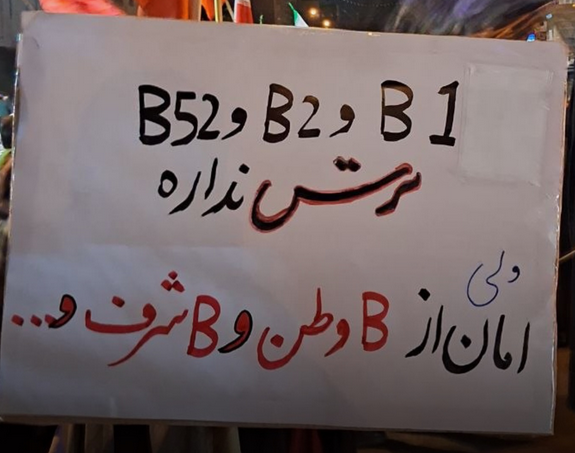 B1 و B2 و B52
ترس نداره
ولی
امان از B وطن و B شرف و...